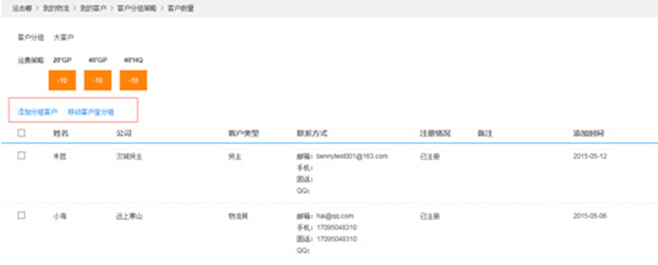 运去哪 > 我的物流 > 我的客户 > 客户分组策略 > 客户数量
客户分组 大客户
运费策略 20'GP 40'GP 40'HQ
-10 -10 -10
添加分组客户 移动客户至分组
姓名 公司 客户类型 联系方式 注册情况 备注 添加时间
朱哲 汉城货主 货主 邮箱：bennytest001@163.com 已注册 2015-05-12
手机：
固话：
QQ：
小海 远上寒山 物流商 邮箱：hai@qq.com 已注册 2015-05-06
手机：17095048310
固话：17095048310
QQ：